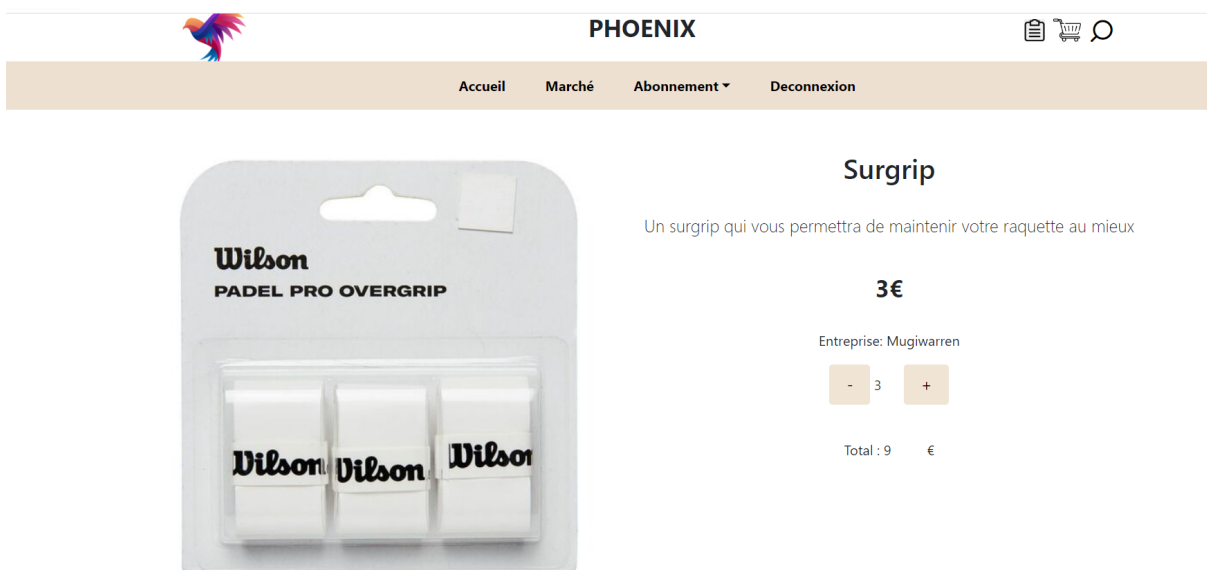 PHOENIX
Accueil Marché Abonnement Deconnexion
Wilson
PADEL PRO OVERGRIP
Wilson Wilson Wilson
Surgrip
Un surgrip qui vous permettra de maintenir votre raquette au mieux
3€
Entreprise: Mugiwarren
- 3 +
Total : 9 €